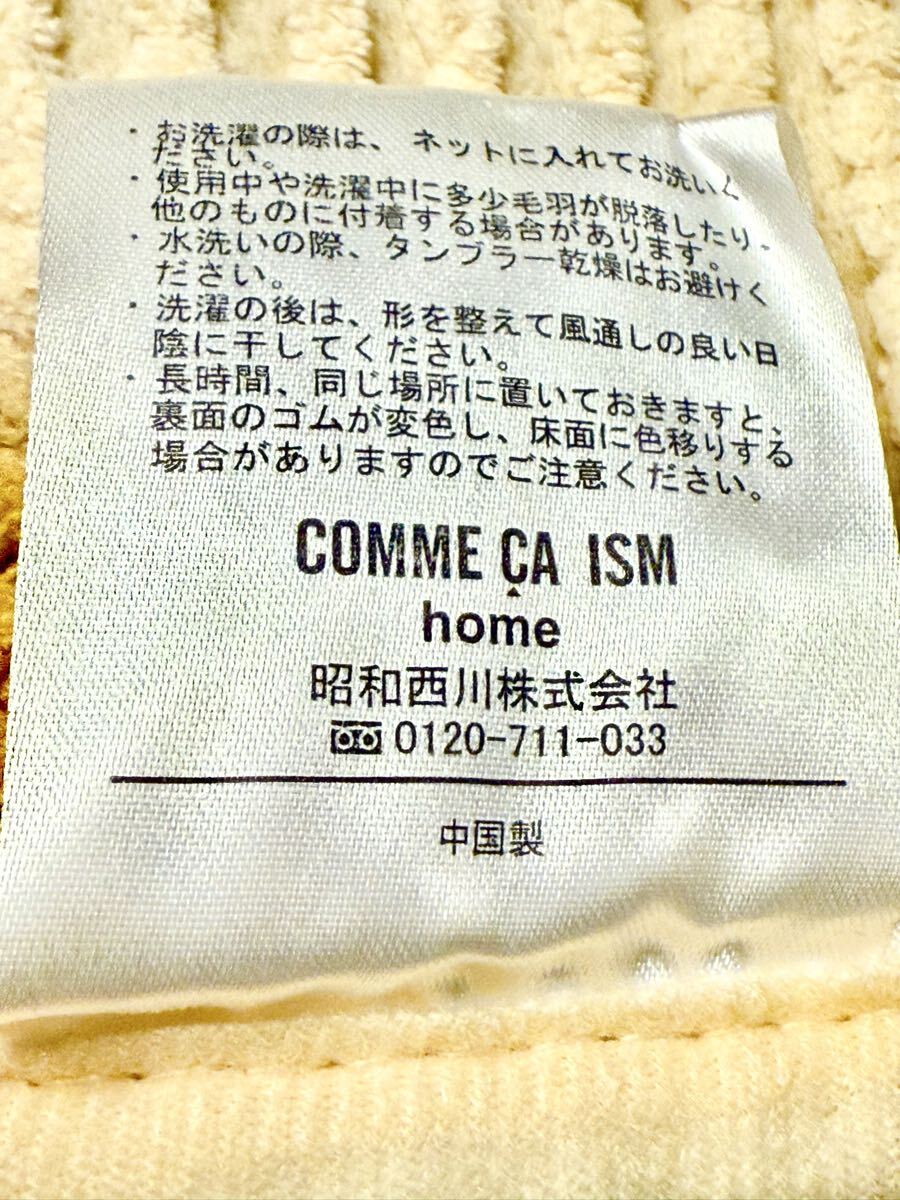 ・お洗濯の際は、ネットに入れてお洗いく
ださい。
・使用中や洗濯中に多少毛羽が脱落したり、
他のものに付着する場合があります。
・水洗いの際、タンブラー乾燥はお避けく
ださい。
・洗濯の後は、形を整えて風通しの良い日
陰に干してください。
・長時間、同じ場所に置いておきますと、
裏面のゴムが変色し、床面に色移りする
場合がありますのでご注意ください。
COMME ÇA ISM
home
昭和西川株式会社
0120-711-033
中国製